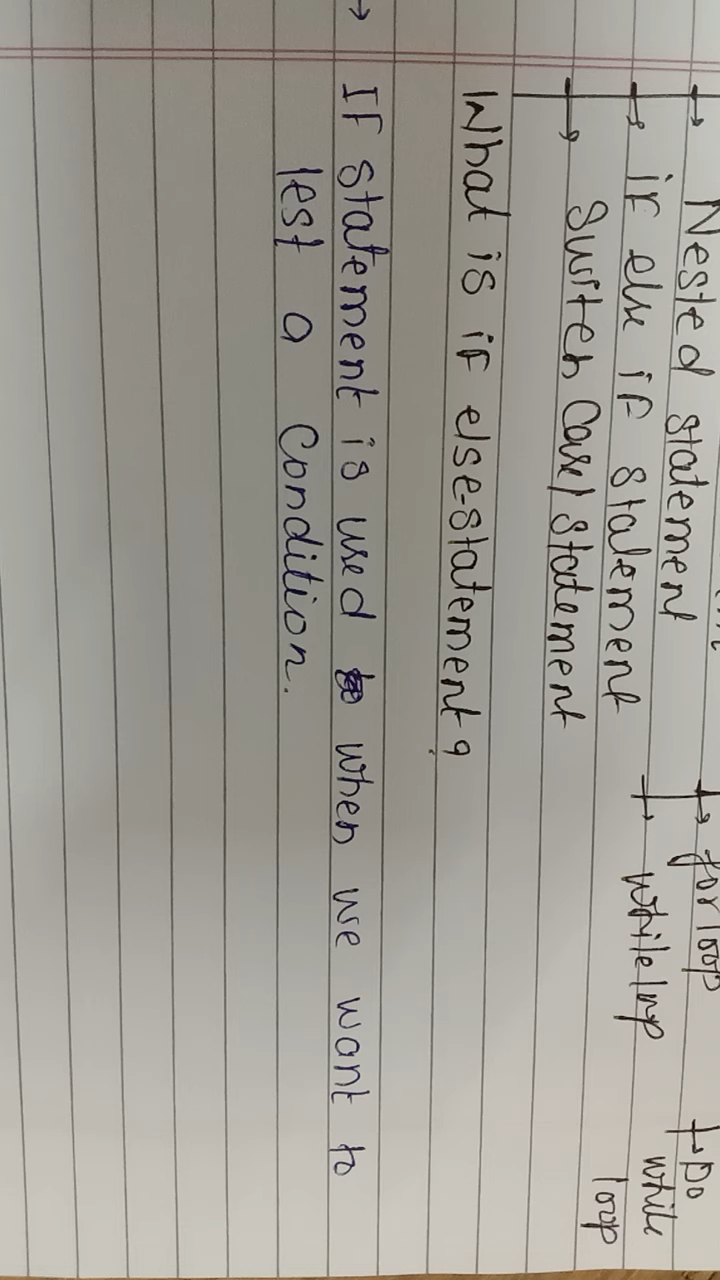 → Nested statement
→ for loop
→ Do while loop
→ if else if statement
→ while loop
→ Switch Case/Statement
What is if else-statement?
→ If statement is used when we want to
test a Condition.